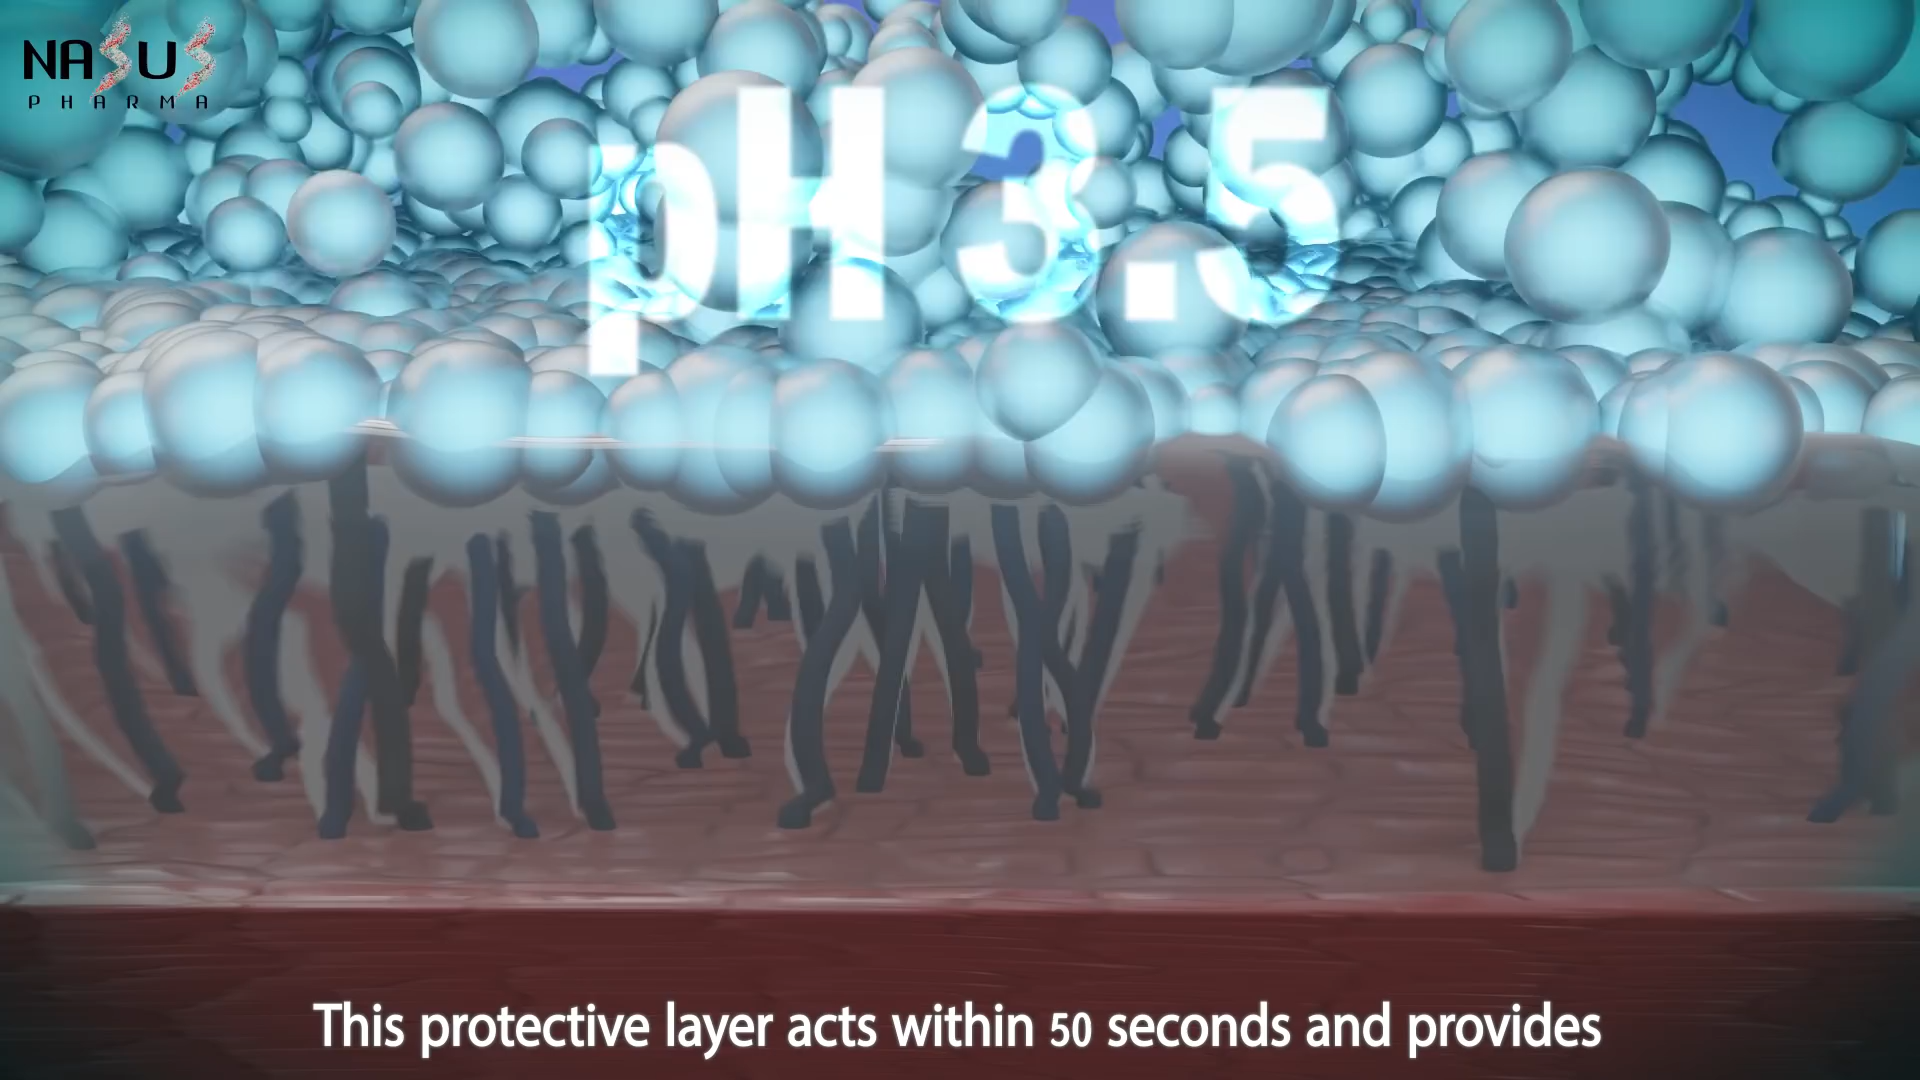 NASUS
PHARMA
pH 3.5
This protective layer acts within 50 seconds and provides